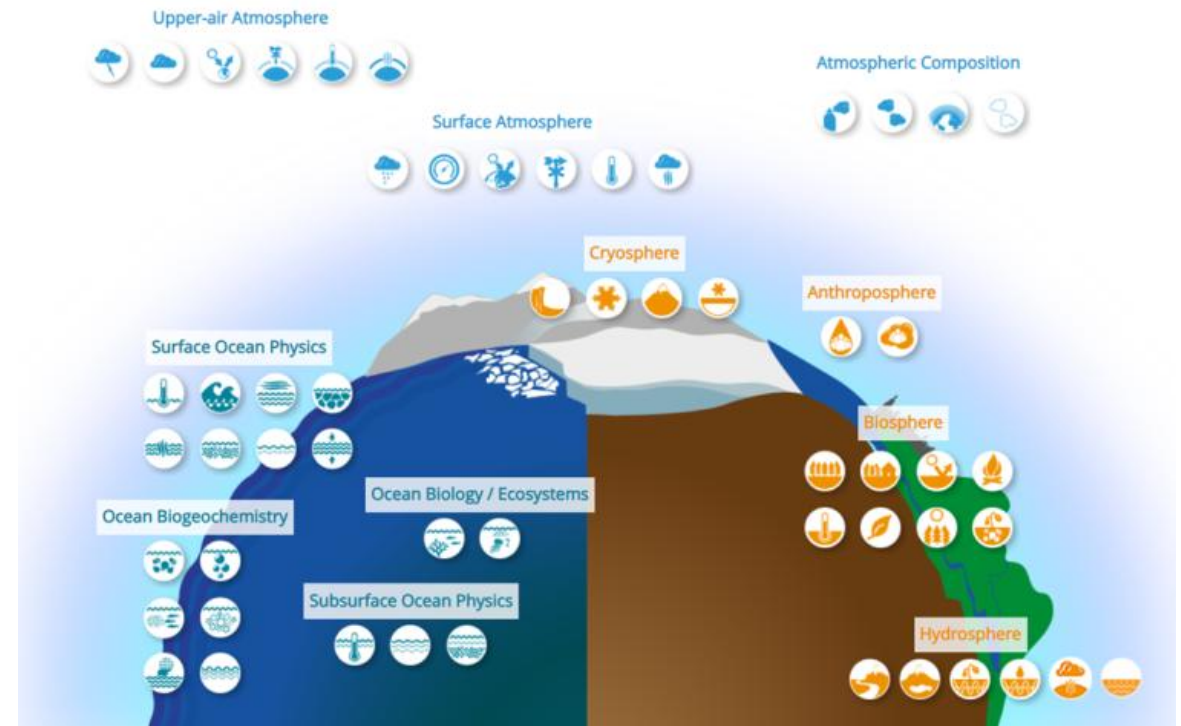 Upper-air Atmosphere
Atmospheric Composition
Surface Atmosphere
Cryosphere
Anthroposphere
Surface Ocean Physics
Biosphere
Ocean Biology / Ecosystems
Ocean Biogeochemistry
Subsurface Ocean Physics
Hydrosphere